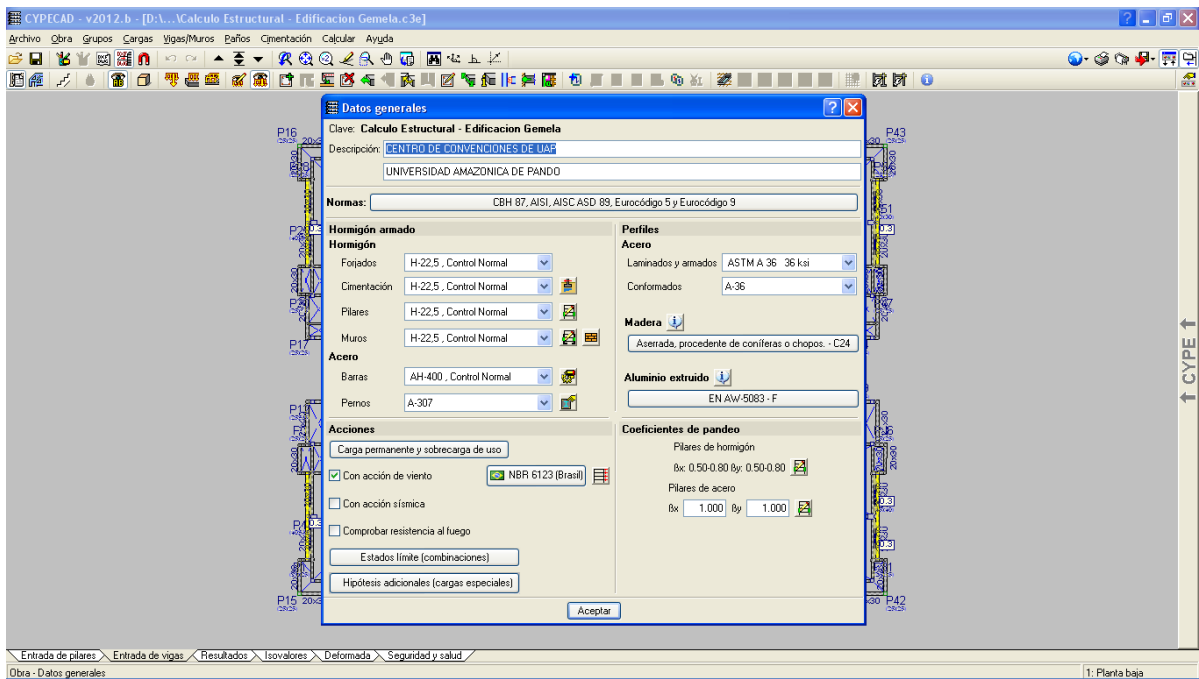 CYPECAD - v2012.b - [D:\...\Calculo Estructural - Edificacion Gemela.c3e]
Archivo Obra Grupos Cargas Vigas/Muros Paños Cimentación Calcular Ayuda
Datos generales
Clave: Calculo Estructural - Edificacion Gemela
Descripción: CENTRO DE CONVENCIONES DE UAP
UNIVERSIDAD AMAZONICA DE PANDO
Normas: CBH 87, AISI, AISC ASD 89, Eurocódigo 5 y Eurocódigo 9
Hormigón armado
Hormigón
Forjados H-22,5 , Control Normal
Cimentación H-22,5 , Control Normal
Pilares H-22,5 , Control Normal
Muros H-22,5 , Control Normal
Acero
Barras AH-400 , Control Normal
Pernos A-307
Perfiles
Acero
Laminados y armados ASTM A 36 36 ksi
Conformados A-36
Madera
Aserrada, procedente de coníferas o chopos. - C24
Aluminio extruido
EN AW-5083 - F
Acciones
Carga permanente y sobrecarga de uso
Con acción de viento NBR 6123 (Brasil)
Con acción sísmica
Comprobar resistencia al fuego
Estados límite (combinaciones)
Hipótesis adicionales (cargas especiales)
Coeficientes de pandeo
Pilares de hormigón
ßx: 0.50-0.80 ßy: 0.50-0.80
Pilares de acero
ßx 1.000 ßy 1.000
Aceptar
P16
P43
P17
P15
P42
CYPE
Entrada de pilares Entrada de vigas Resultados Isovalores Deformada Seguridad y salud
Obra - Datos generales
1: Planta baja